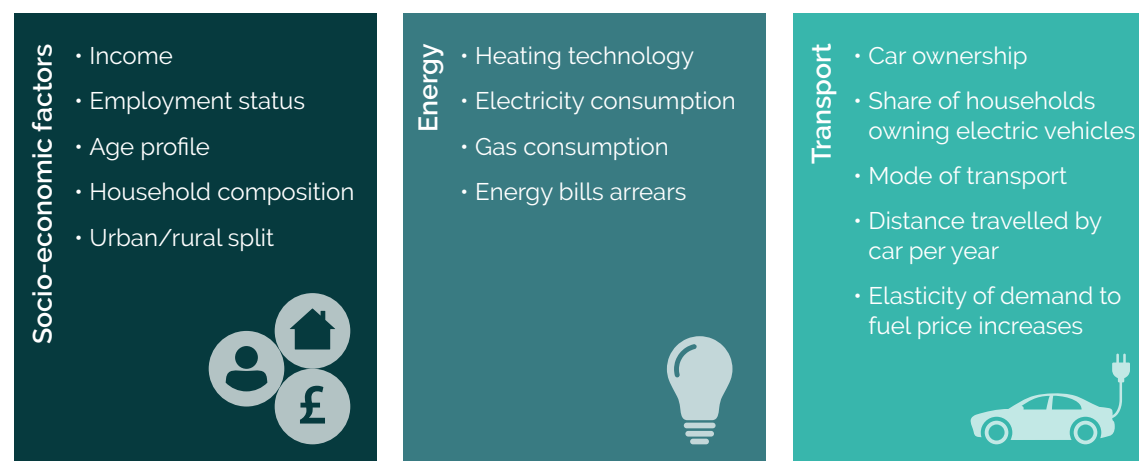 Socio-economic factors
• Income
• Employment status
• Age profile
• Household composition
• Urban/rural split
£
Energy
• Heating technology
• Electricity consumption
• Gas consumption
• Energy bills arrears
Transport
• Car ownership
• Share of households
owning electric vehicles
• Mode of transport
• Distance travelled by
car per year
• Elasticity of demand to
fuel price increases